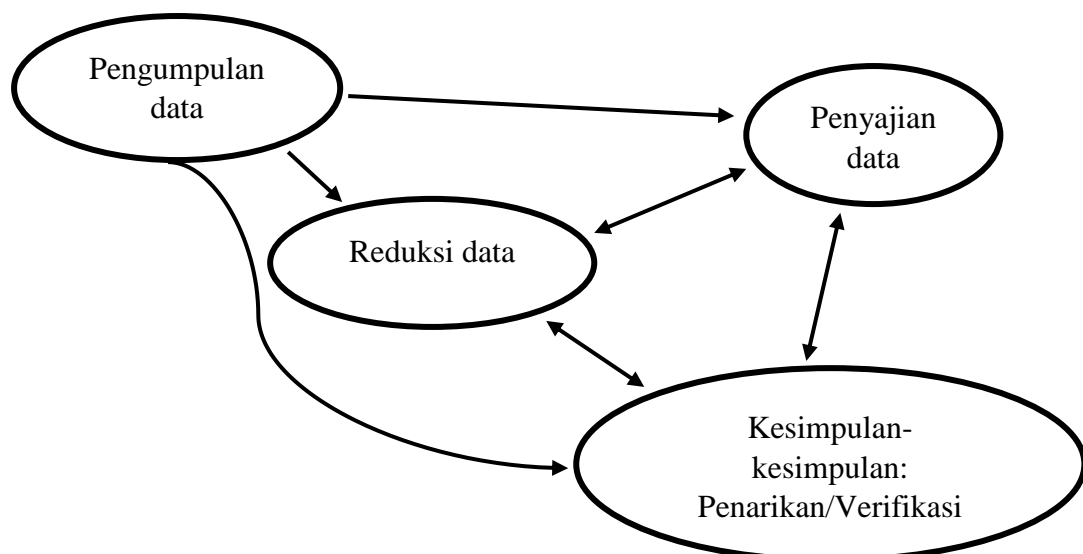 Pengumpulan
data
Penyajian
data
Reduksi data
Kesimpulan-
kesimpulan:
Penarikan/Verifikasi